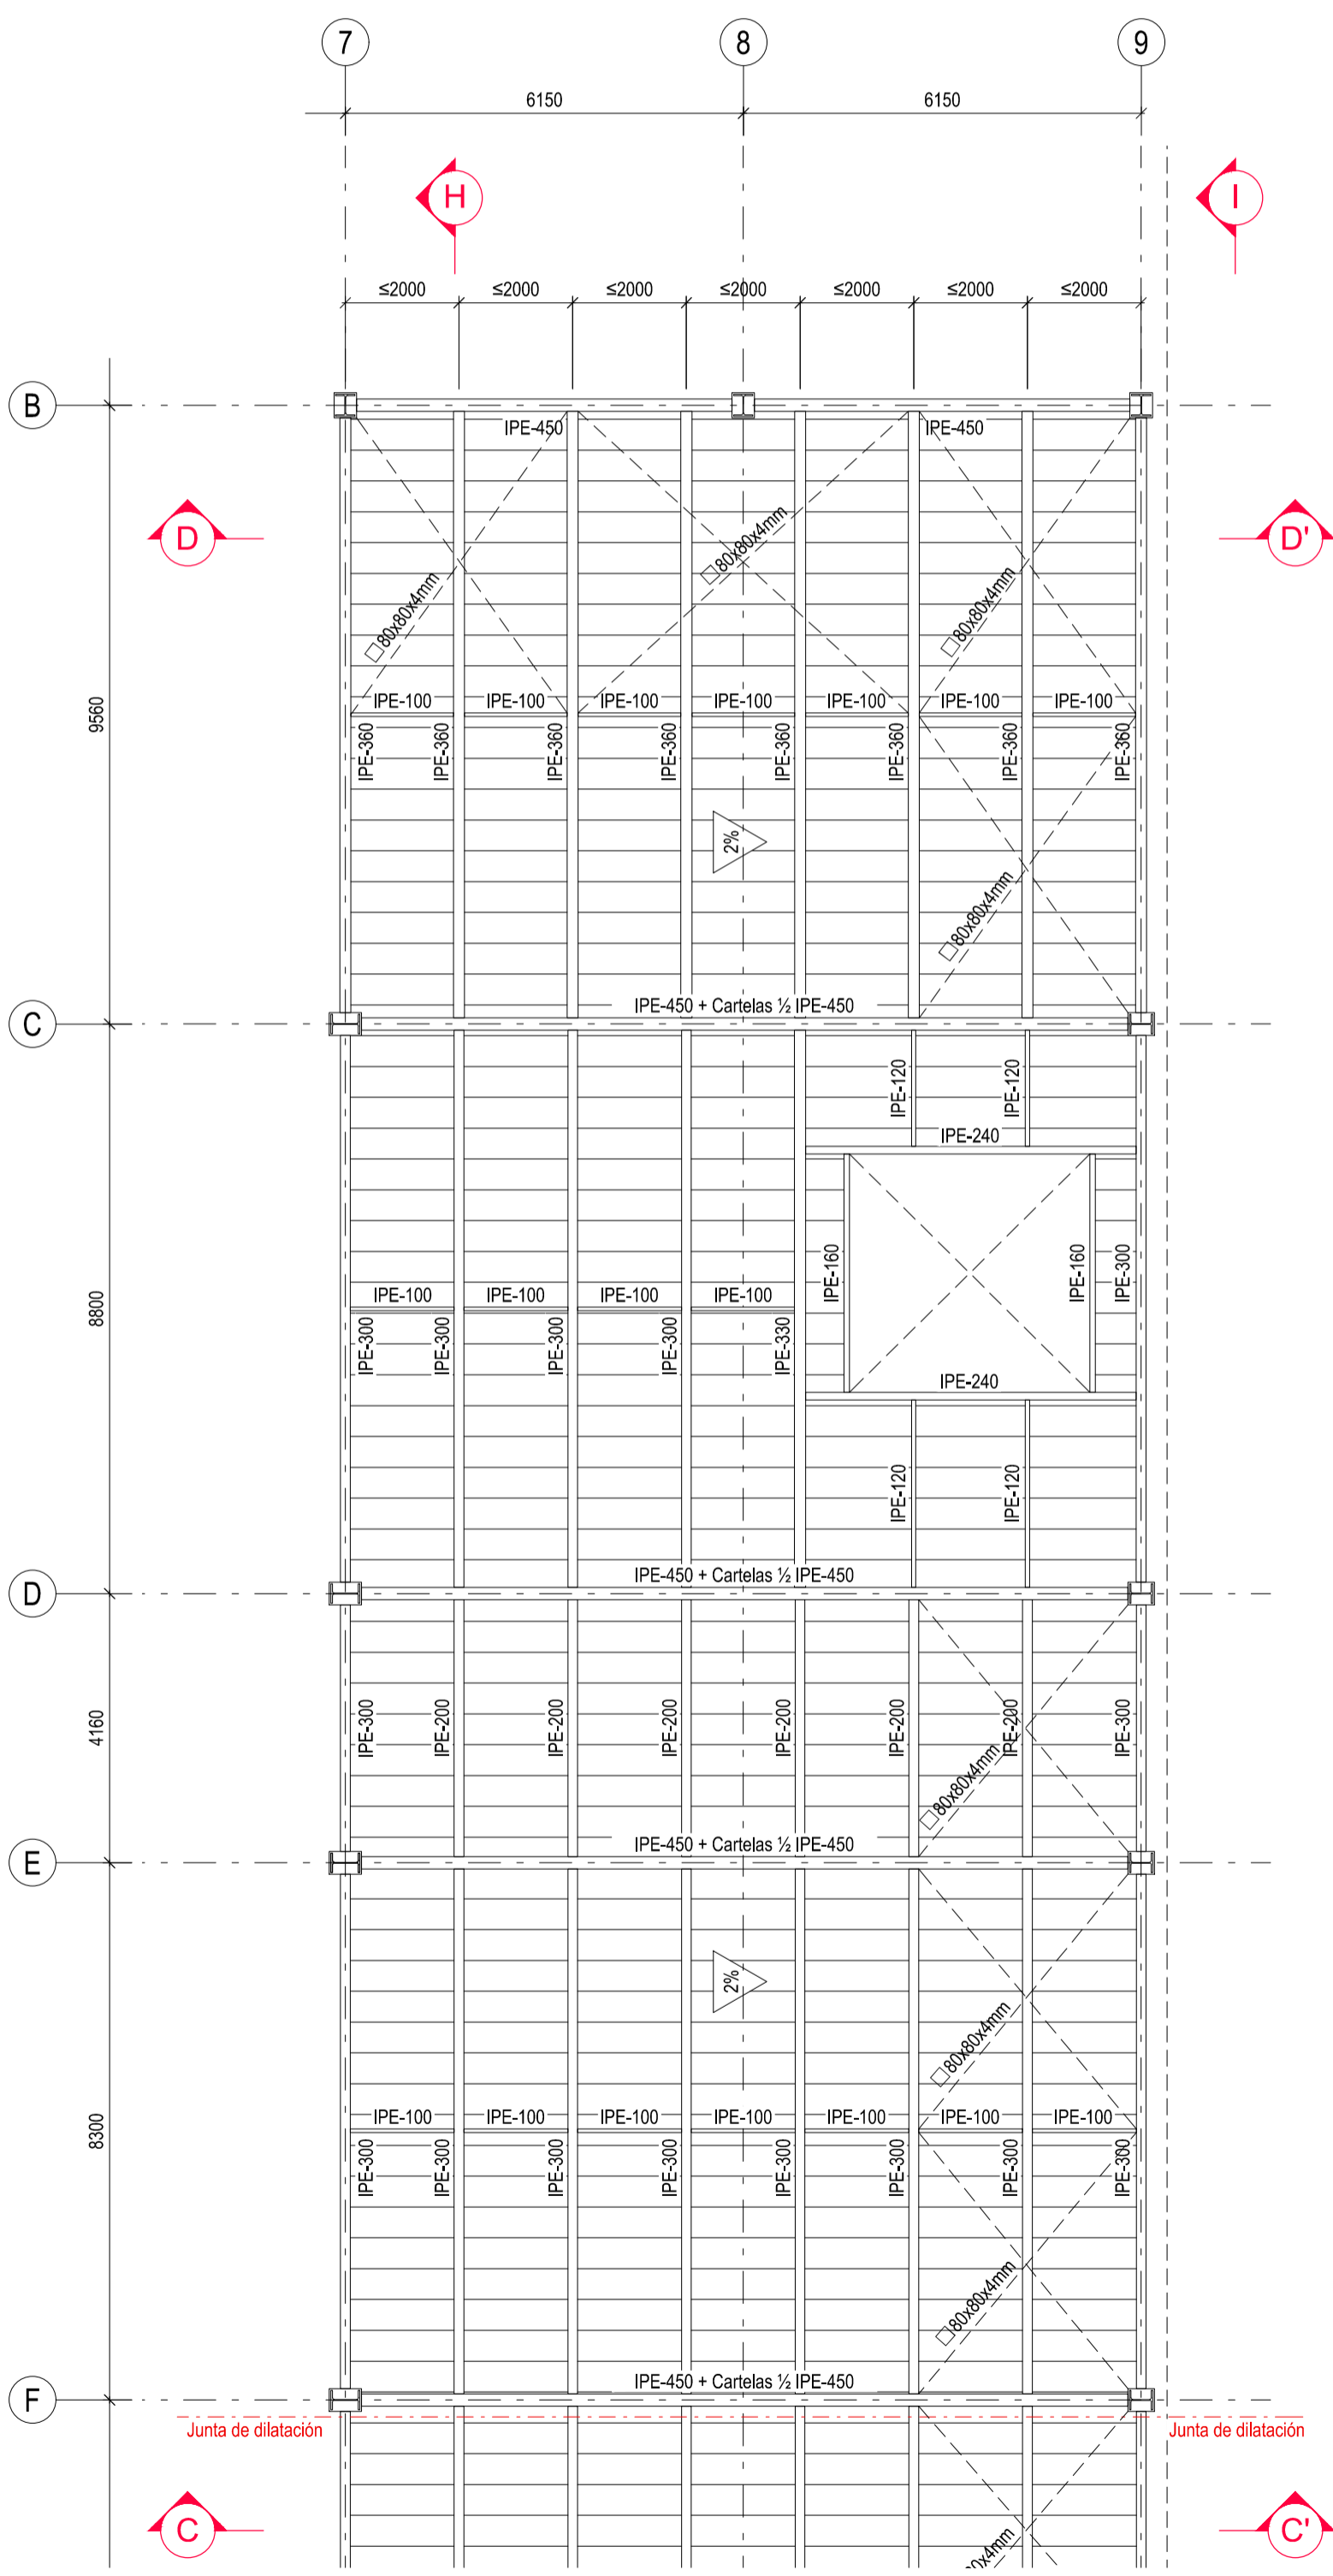 7 8 9
6150 6150
H I
≤2000 ≤2000 ≤2000 ≤2000 ≤2000 ≤2000 ≤2000
B
IPE-450 IPE-450
D D'
80x80x4mm 80x80x4mm 80x80x4mm
9560
IPE-100 IPE-100 IPE-100 IPE-100 IPE-100 IPE-100 IPE-100
IPE-360 IPE-360 IPE-360 IPE-360 IPE-360 IPE-360 IPE-360 IPE-360
2%
80x80x4mm
IPE-450 + Cartelas ½ IPE-450
C
IPE-120 IPE-120
IPE-240
8800
IPE-160 IPE-160 IPE-300
IPE-100 IPE-100 IPE-100 IPE-100
IPE-300 IPE-300 IPE-300 IPE-300 IPE-330
IPE-240
IPE-120 IPE-120
IPE-450 + Cartelas ½ IPE-450
D
4160
IPE-300 IPE-200 IPE-200 IPE-200 IPE-200 IPE-200 IPE-200 IPE-300
80x80x4mm
IPE-450 + Cartelas ½ IPE-450
E
2%
80x80x4mm
8300
IPE-100 IPE-100 IPE-100 IPE-100 IPE-100 IPE-100 IPE-100
IPE-300 IPE-300 IPE-300 IPE-300 IPE-300 IPE-300 IPE-300 IPE-300
80x80x4mm
IPE-450 + Cartelas ½ IPE-450
F
Junta de dilatación Junta de dilatación
C C'